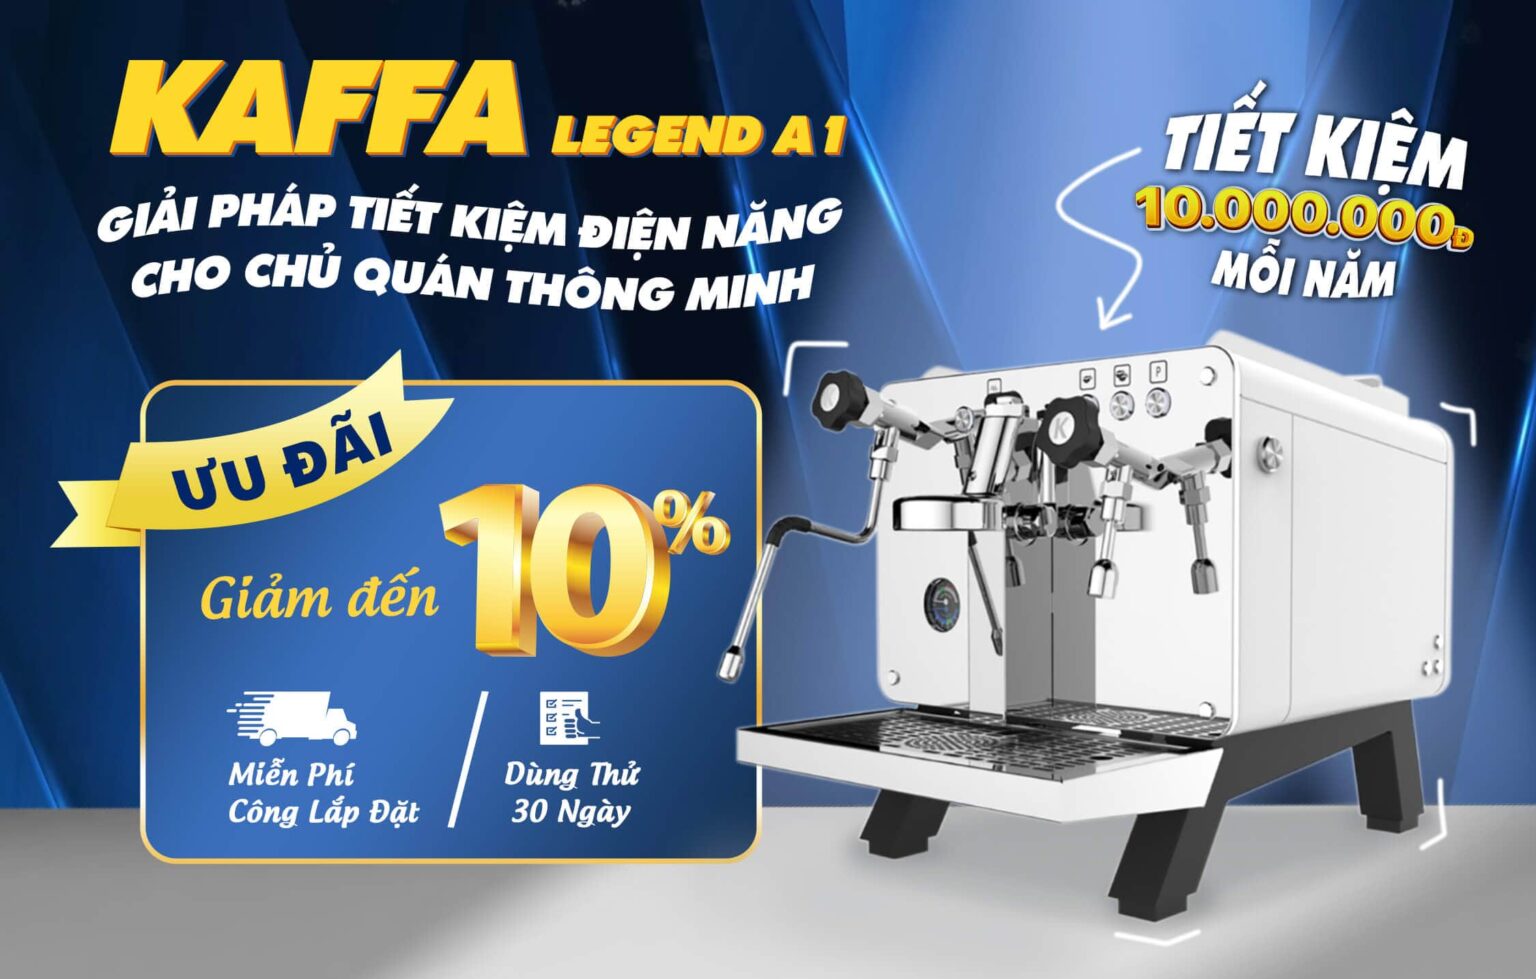 KAFFA LEGEND A1
GIẢI PHÁP TIẾT KIỆM ĐIỆN NĂNG
CHO CHỦ QUÁN THÔNG MINH
TIẾT KIỆM
10.000.000Đ
MỖI NĂM
ƯU ĐÃI
Giảm đến 10%
Miễn Phí
Công Lắp Đặt
Dùng Thử
30 Ngày
K
K
P